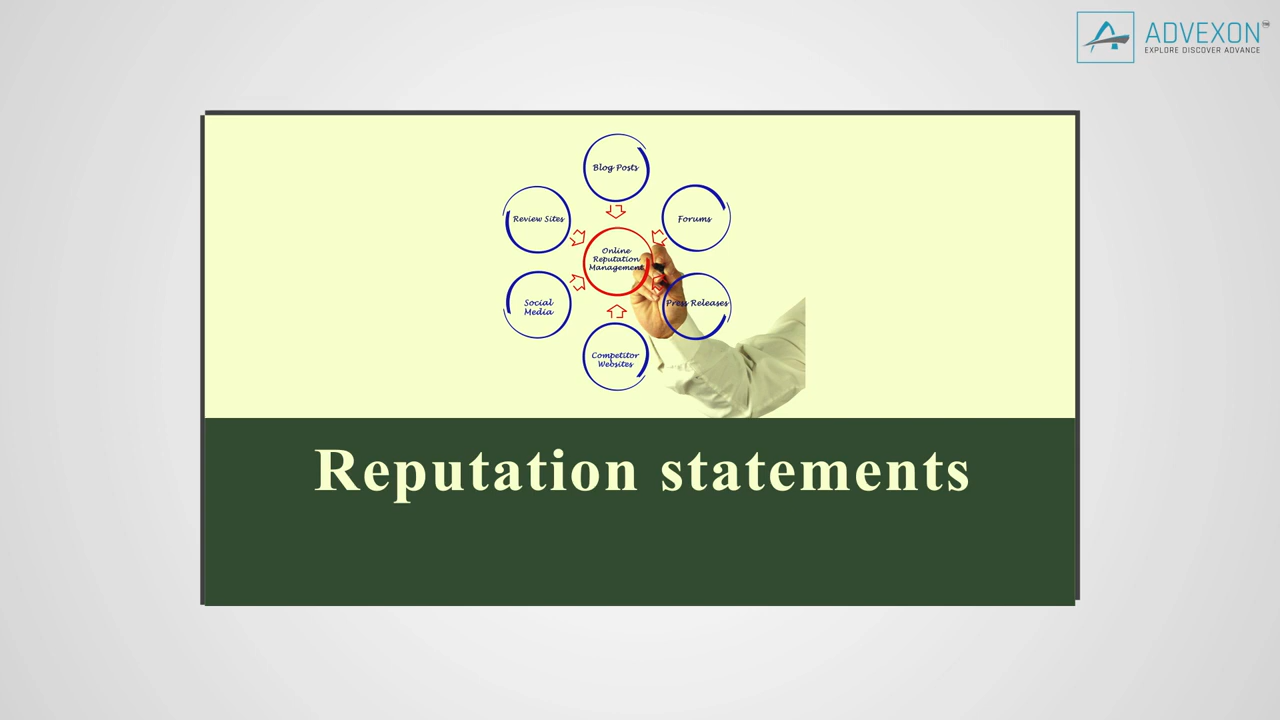 ADVEXON™
EXPLORE DISCOVER ADVANCE
Blog Posts
Review Sites
Forums
Online
Reputation
Management
Social
Media
Press Releases
Competitor
Websites
Reputation statements